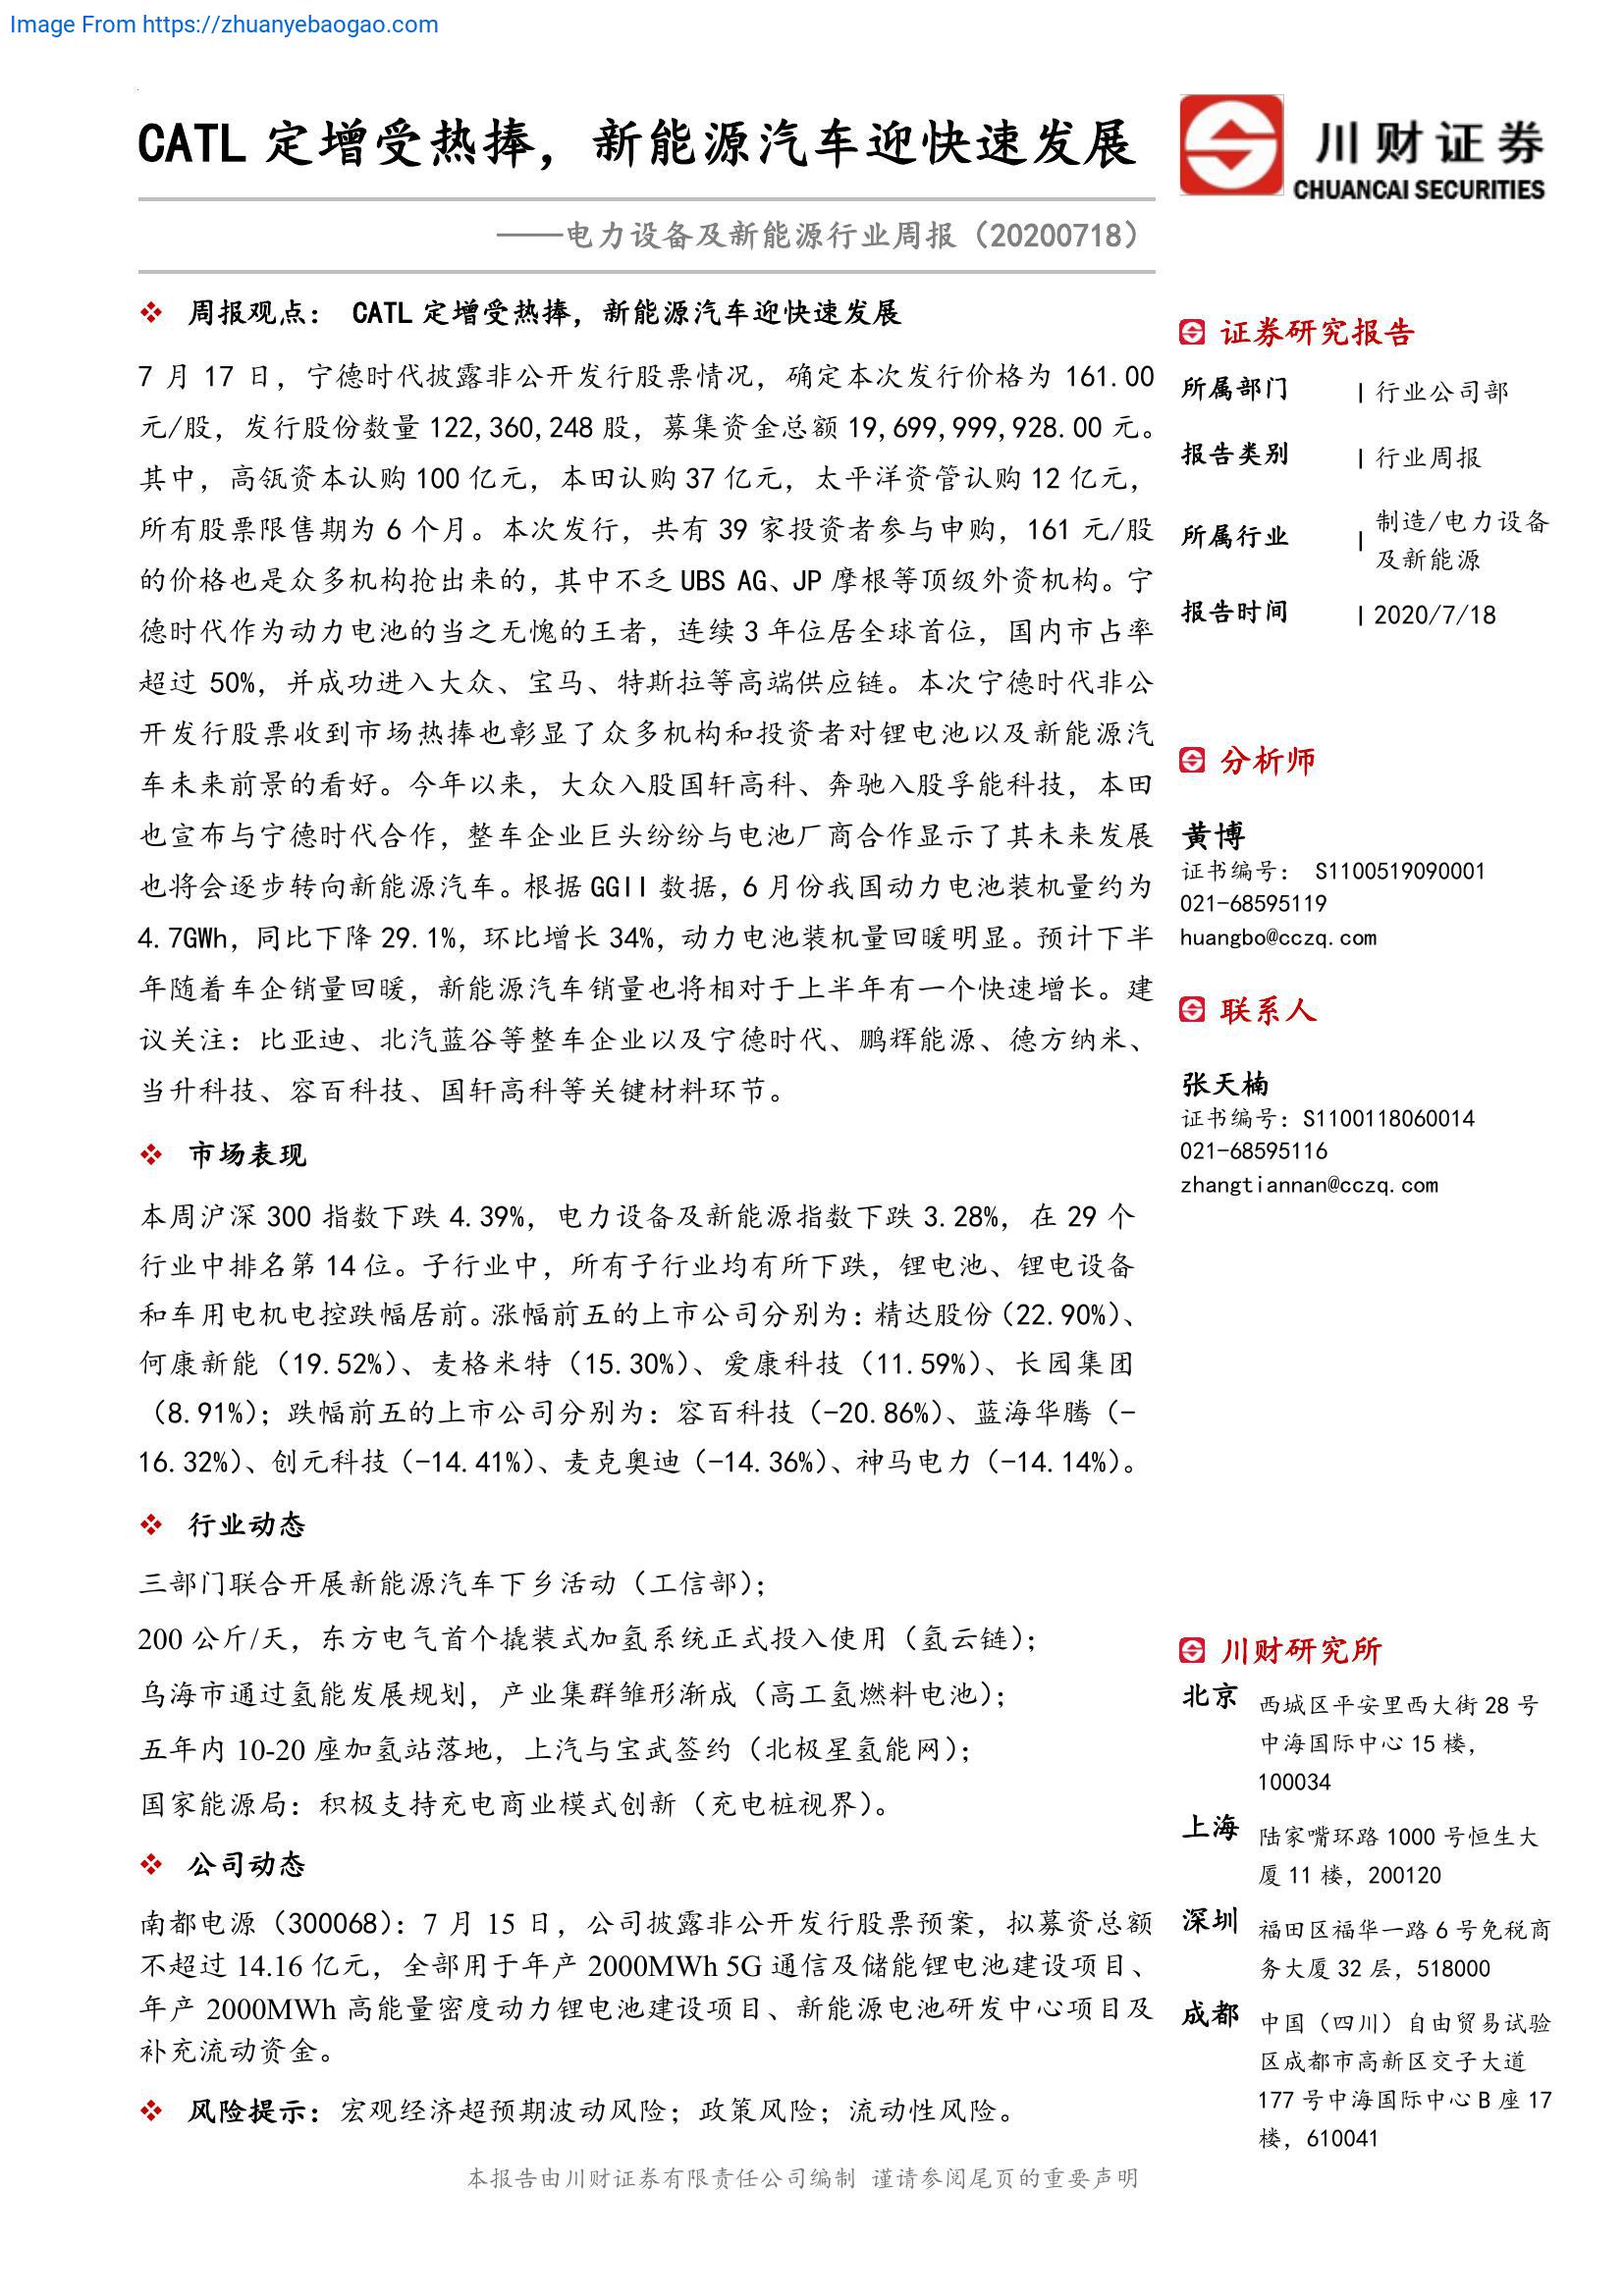 Image From https://zhuanyebaogao.com
CATL 定增受热捧，新能源汽车迎快速发展
——电力设备及新能源行业周报（20200718）
川财证券
CHUANCAI SECURITIES
❖ 周报观点： CATL 定增受热捧，新能源汽车迎快速发展
7 月 17 日，宁德时代披露非公开发行股票情况，确定本次发行价格为 161.00
元/股，发行股份数量 122,360,248 股，募集资金总额 19,699,999,928.00 元。
其中，高瓴资本认购 100 亿元，本田认购 37 亿元，太平洋资管认购 12 亿元，
所有股票限售期为 6 个月。本次发行，共有 39 家投资者参与申购，161 元/股
的价格也是众多机构抢出来的，其中不乏 UBS AG、JP 摩根等顶级外资机构。宁
德时代作为动力电池的当之无愧的王者，连续 3 年位居全球首位，国内市占率
超过 50%，并成功进入大众、宝马、特斯拉等高端供应链。本次宁德时代非公
开发行股票收到市场热捧也彰显了众多机构和投资者对锂电池以及新能源汽
车未来前景的看好。今年以来，大众入股国轩高科、奔驰入股孚能科技，本田
也宣布与宁德时代合作，整车企业巨头纷纷与电池厂商合作显示了其未来发展
也将会逐步转向新能源汽车。根据 GGII 数据，6 月份我国动力电池装机量约为
4.7GWh，同比下降 29.1%，环比增长 34%，动力电池装机量回暖明显。预计下半
年随着车企销量回暖，新能源汽车销量也将相对于上半年有一个快速增长。建
议关注：比亚迪、北汽蓝谷等整车企业以及宁德时代、鹏辉能源、德方纳米、
当升科技、容百科技、国轩高科等关键材料环节。
❖ 市场表现
本周沪深 300 指数下跌 4.39%，电力设备及新能源指数下跌 3.28%，在 29 个
行业中排名第 14 位。子行业中，所有子行业均有所下跌，锂电池、锂电设备
和车用电机电控跌幅居前。涨幅前五的上市公司分别为：精达股份（22.90%）、
何康新能（19.52%）、麦格米特（15.30%）、爱康科技（11.59%）、长园集团
（8.91%）；跌幅前五的上市公司分别为：容百科技（-20.86%）、蓝海华腾（-
16.32%）、创元科技（-14.41%）、麦克奥迪（-14.36%）、神马电力（-14.14%）。
❖ 行业动态
三部门联合开展新能源汽车下乡活动（工信部）；
200 公斤/天，东方电气首个撬装式加氢系统正式投入使用（氢云链）；
乌海市通过氢能发展规划，产业集群雏形渐成（高工氢燃料电池）；
五年内 10-20 座加氢站落地，上汽与宝武签约（北极星氢能网）；
国家能源局：积极支持充电商业模式创新（充电桩视界）。
❖ 公司动态
南都电源（300068）：7 月 15 日，公司披露非公开发行股票预案，拟募资总额
不超过 14.16 亿元，全部用于年产 2000MWh 5G 通信及储能锂电池建设项目、
年产 2000MWh 高能量密度动力锂电池建设项目、新能源电池研发中心项目及
补充流动资金。
❖ 风险提示：宏观经济超预期波动风险；政策风险；流动性风险。
证券研究报告
所属部门 | 行业公司部
报告类别 | 行业周报
所属行业 | 制造/电力设备
及新能源
报告时间 | 2020/7/18
分析师
黄博
证书编号： S1100519090001
021-68595119
huangbo@cczq.com
联系人
张天楠
证书编号：S1100118060014
021-68595116
zhangtiannan@cczq.com
川财研究所
北京 西城区平安里西大街 28 号
中海国际中心 15 楼，
100034
上海 陆家嘴环路 1000 号恒生大
厦 11 楼，200120
深圳 福田区福华一路 6 号免税商
务大厦 32 层，518000
成都 中国（四川）自由贸易试验
区成都市高新区交子大道
177 号中海国际中心 B 座 17
楼，610041
本报告由川财证券有限责任公司编制 谨请参阅尾页的重要声明